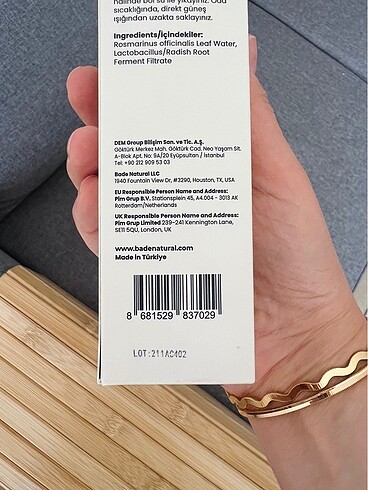 halinde bol su ile yıkayınız. Oda
sıcaklığında, direkt güneş
ışığından uzakta saklayınız.
Ingredients/İçindekiler:
Rosmarinus officinalis Leaf Water,
Lactobacillus/Radish Root
Ferment Filtrate
DEM Group Bilişim San. ve Tic. A.Ş.
Göktürk Merkez Mah. Göktürk Cad. Neo Yaşam Sit.
A-Blok Apt. No: 9A/20 Eyüpsultan / İstanbul
Tel: +90 212 909 53 03
Bade Natural LLC
1940 Fountain View Dr, #3290, Houston, TX, USA
EU Responsible Person Name and Address:
Pim Grup B.V. Stationsplein 45, A4.004 - 3013 AK
Rotterdam/Netherlands
UK Responsible Person Name and Address:
Pim Grup Limited 239-241 Kennington Lane,
SE11 5QU, London, UK
www.badenatural.com
Made in Türkiye
8 681529 837029
LOT:211AC402